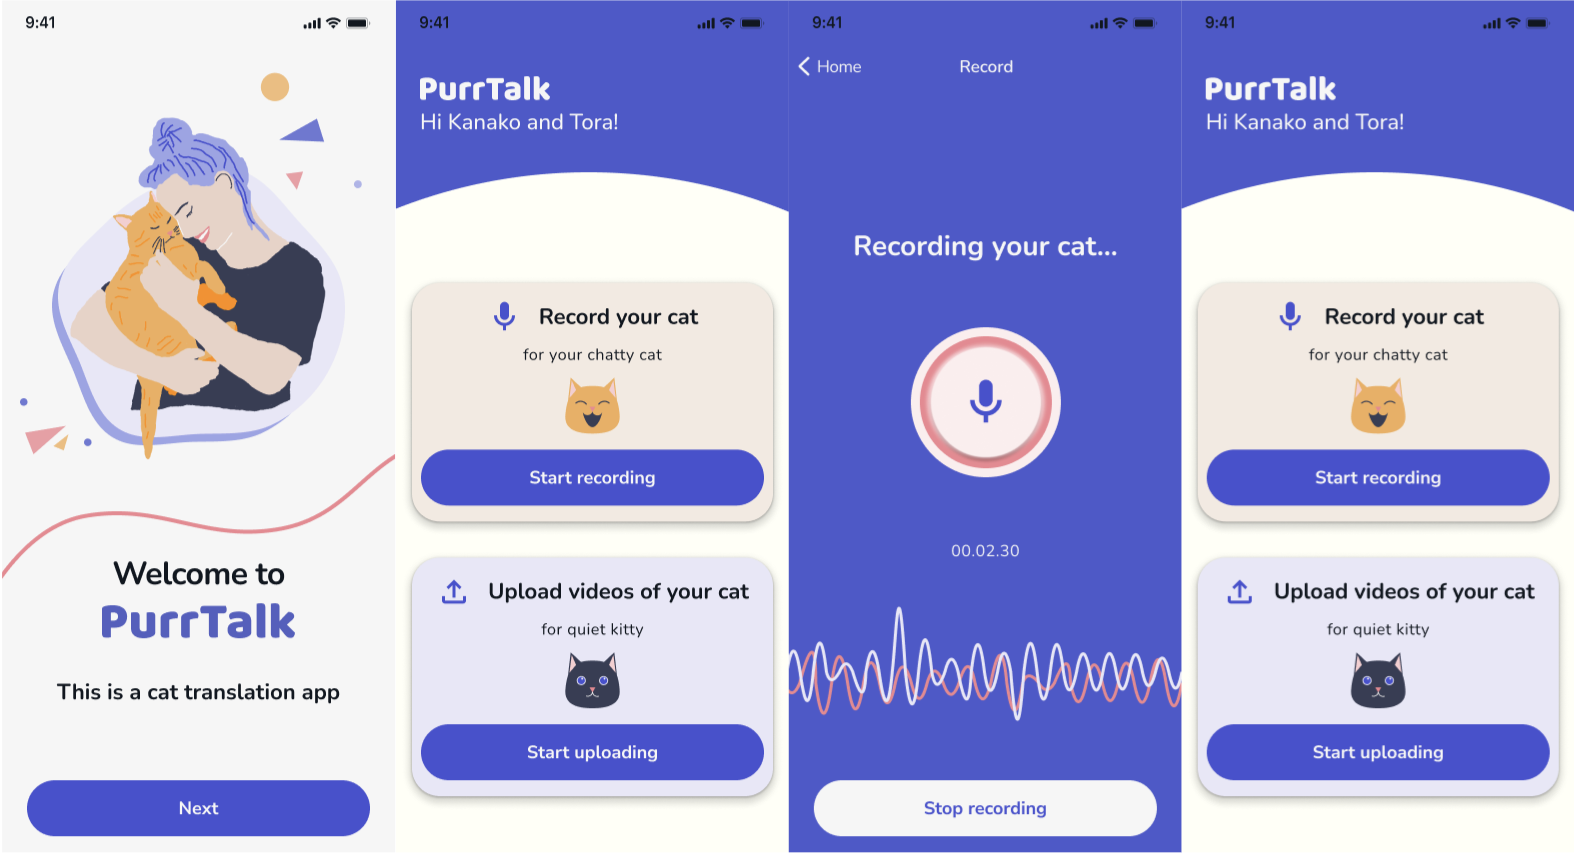 9:41
Welcome to
PurrTalk
This is a cat translation app
Next
9:41
PurrTalk
Hi Kanako and Tora!
Record your cat
for your chatty cat
Start recording
Upload videos of your cat
for quiet kitty
Start uploading
9:41
Home
Record
Recording your cat...
00.02.30
Stop recording
9:41
PurrTalk
Hi Kanako and Tora!
Record your cat
for your chatty cat
Start recording
Upload videos of your cat
for quiet kitty
Start uploading